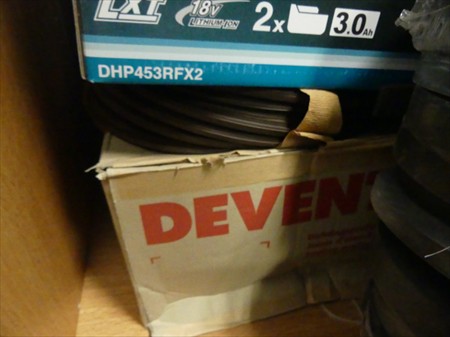 LXT 18V LITHIUM-ION 2x 3.0Ah
DHP453RFX2
DEVEN